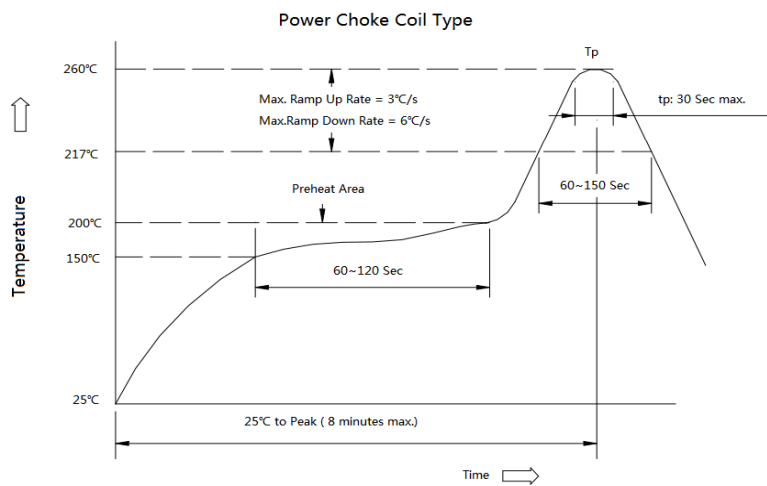 Power Choke Coil Type
Tp
260℃
Max. Ramp Up Rate = 3℃/s
Max.Ramp Down Rate = 6℃/s
tp: 30 Sec max.
217℃
Preheat Area
60~150 Sec
200℃
150℃
60~120 Sec
Temperature
25℃
25℃ to Peak ( 8 minutes max.)
Time